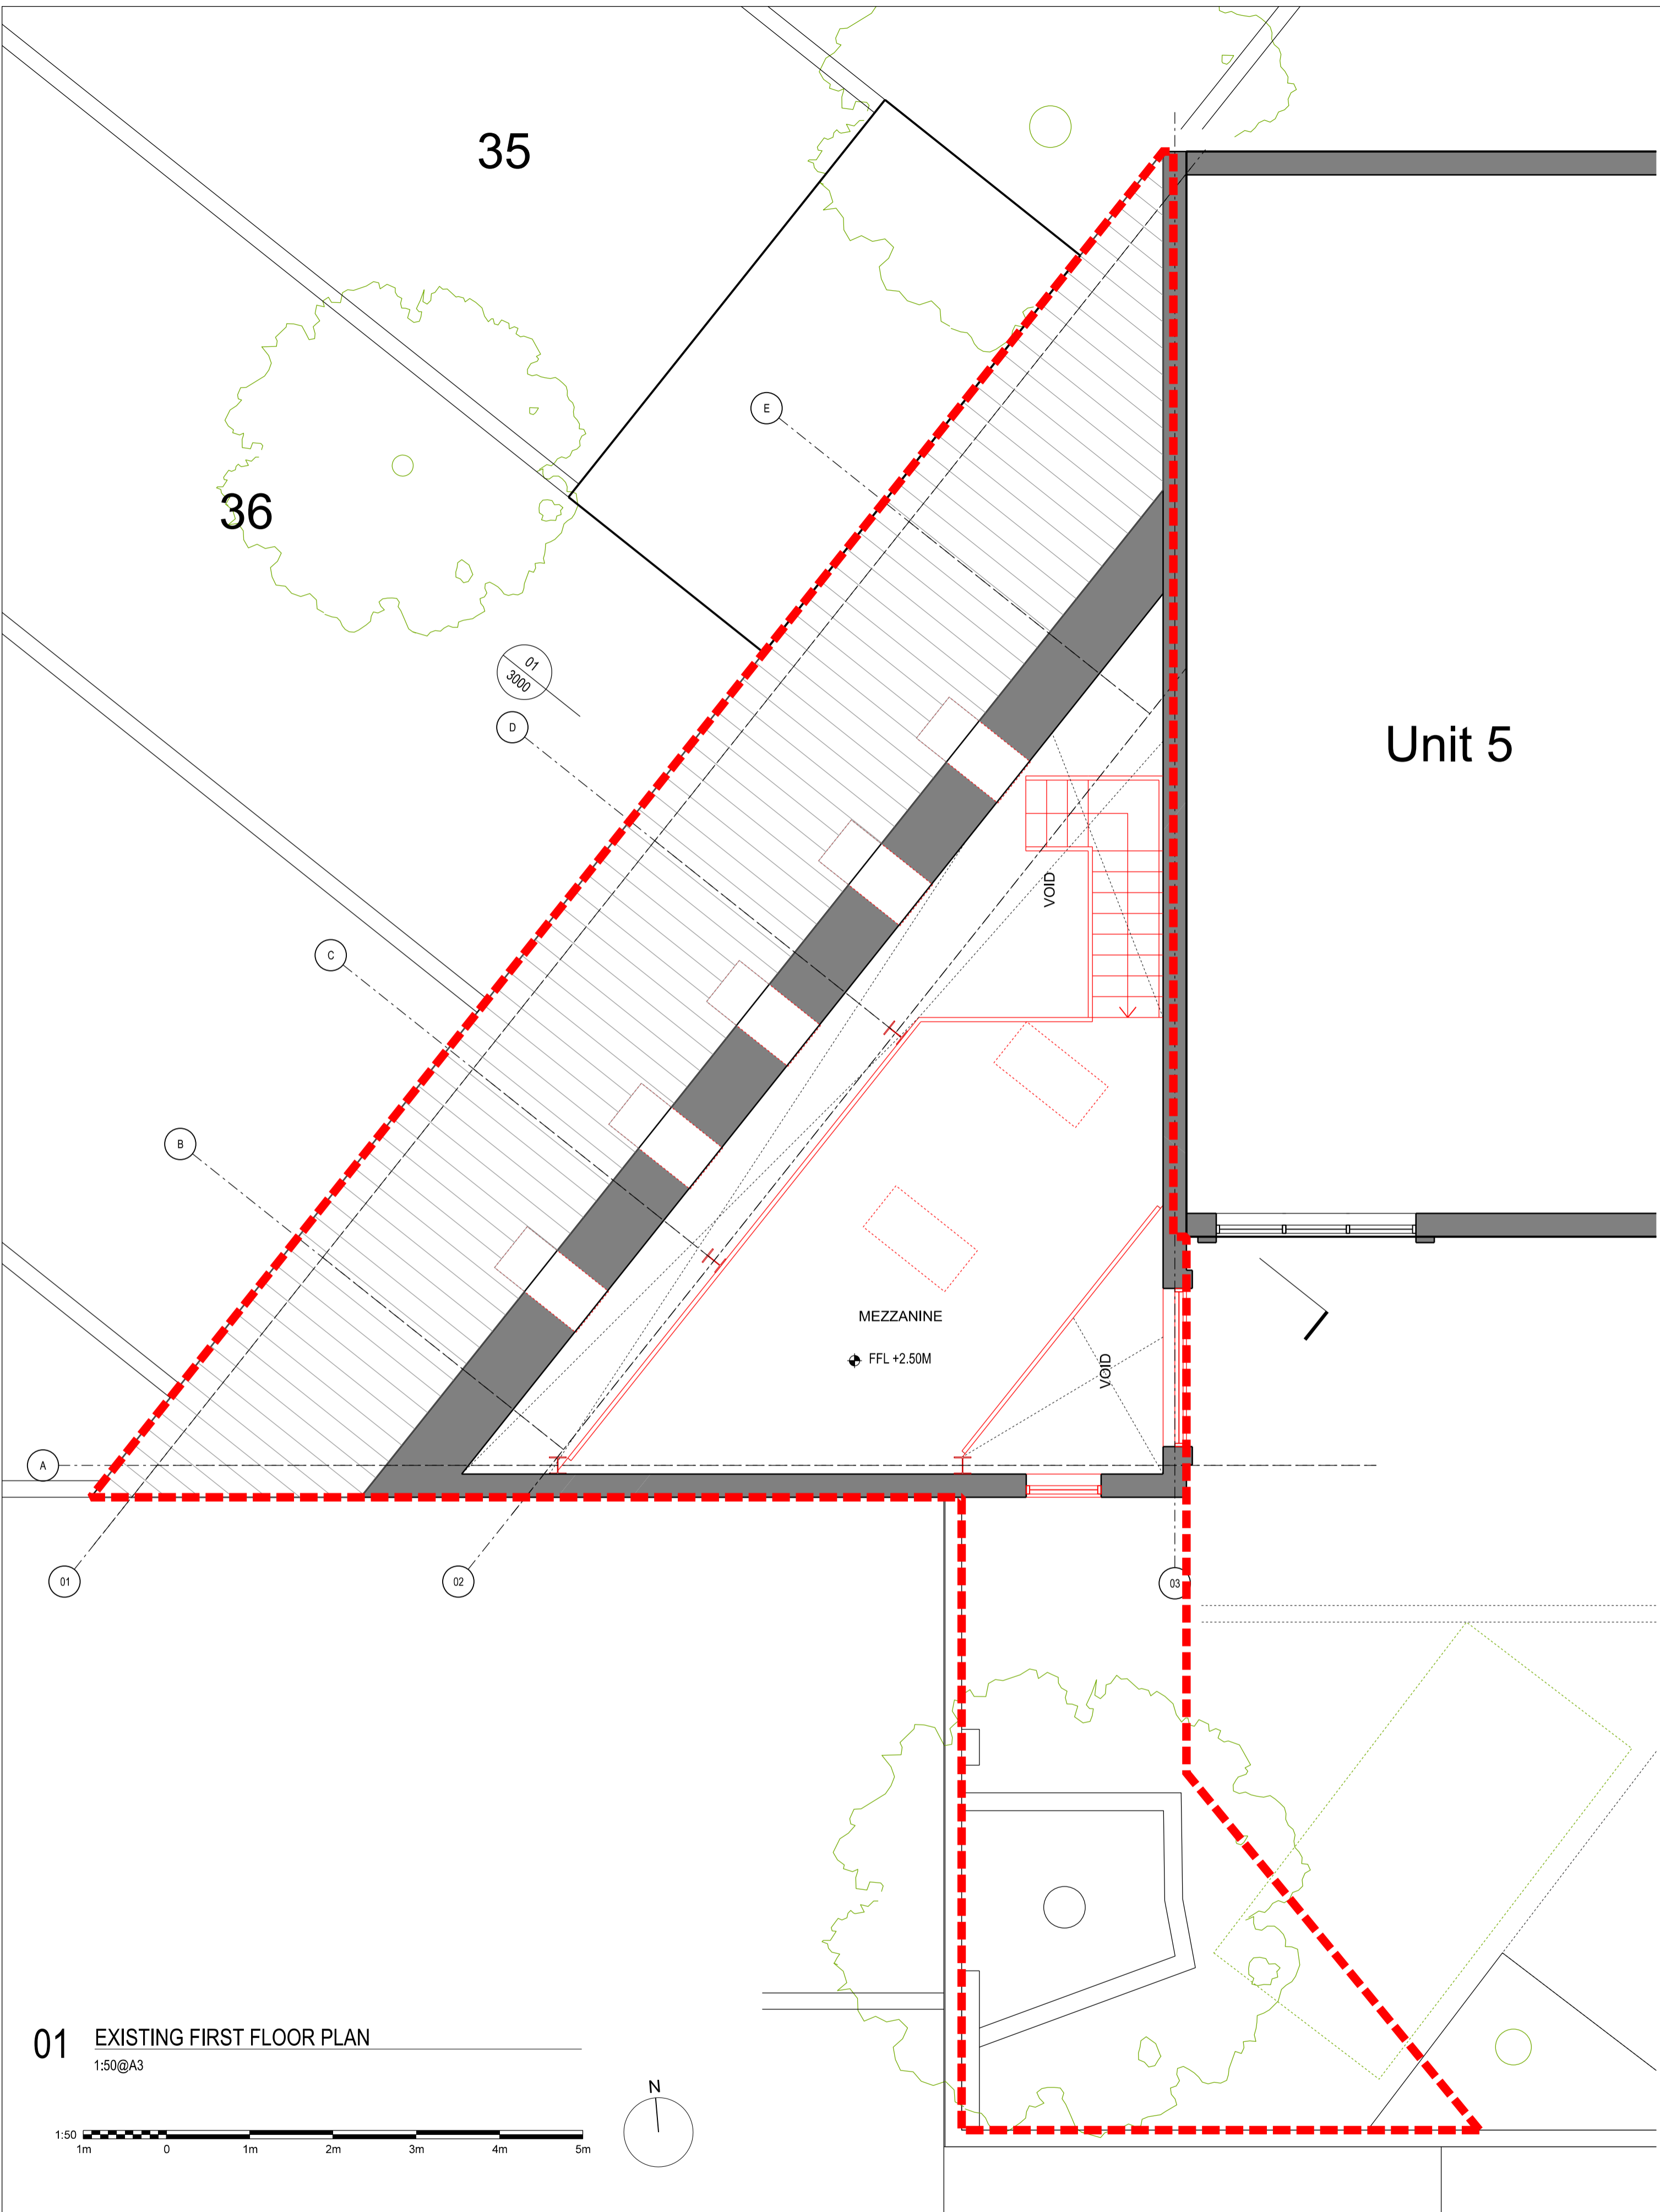 35
E
36
01
3000
D
Unit 5
VOID
C
B
MEZZANINE
FFL +2.50M
VOID
A
01
02
03
01 EXISTING FIRST FLOOR PLAN
1:50@A3
N
1:50
1m 0 1m 2m 3m 4m 5m